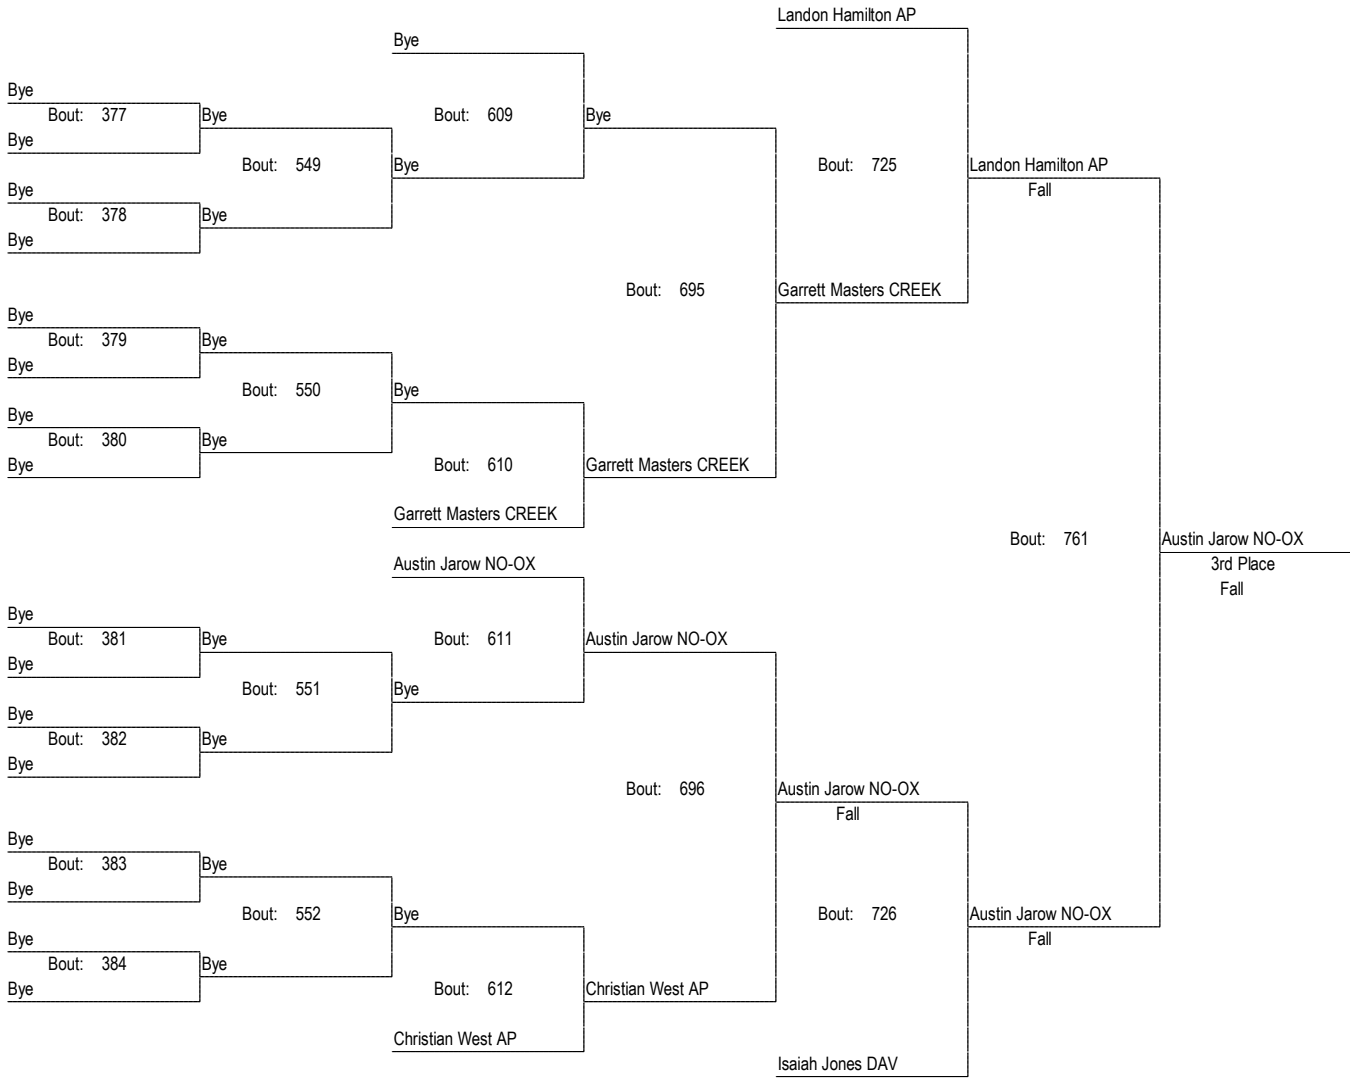 Landon Hamilton AP
Bye
Bye
Bout: 377
Bye
Bout: 609
Bye
Bye
Bout: 549
Bye
Bout: 725
Landon Hamilton AP
Bye
Fall
Bout: 378
Bye
Bye
Bout: 695
Garrett Masters CREEK
Bye
Bout: 379
Bye
Bye
Bout: 550
Bye
Bye
Bout: 380
Bye
Bye
Bout: 610
Garrett Masters CREEK
Garrett Masters CREEK
Bout: 761
Austin Jarow NO-OX
3rd Place
Fall
Austin Jarow NO-OX
Bye
Bout: 381
Bye
Bout: 611
Austin Jarow NO-OX
Bye
Bout: 551
Bye
Bye
Bout: 382
Bye
Bye
Bout: 696
Austin Jarow NO-OX
Fall
Bye
Bout: 383
Bye
Bye
Bout: 552
Bye
Bout: 726
Austin Jarow NO-OX
Fall
Bye
Bout: 384
Bye
Bye
Bout: 612
Christian West AP
Christian West AP
Isaiah Jones DAV